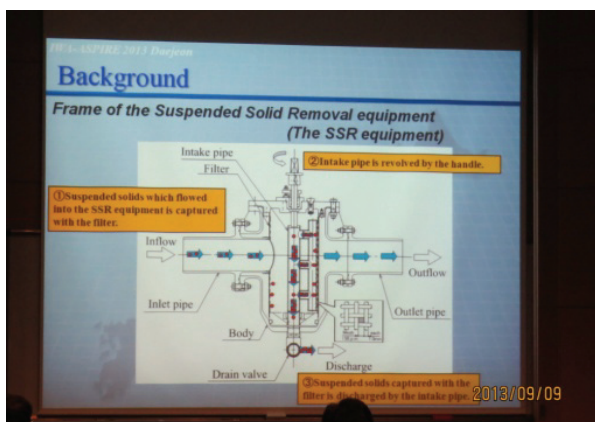 IWA-ASPIRE 2013 Daejeon
Background
Frame of the Suspended Solid Removal equipment
(The SSR equipment)
Intake pipe
Filter
②Intake pipe is revolved by the handle.
①Suspended solids which flowed
into the SSR equipment is captured
with the filter.
Inflow
Outflow
Inlet pipe
Outlet pipe
Body
Drain valve
Discharge
③Suspended solids captured with the
filter is discharged by the intake pipe.
2013/09/09